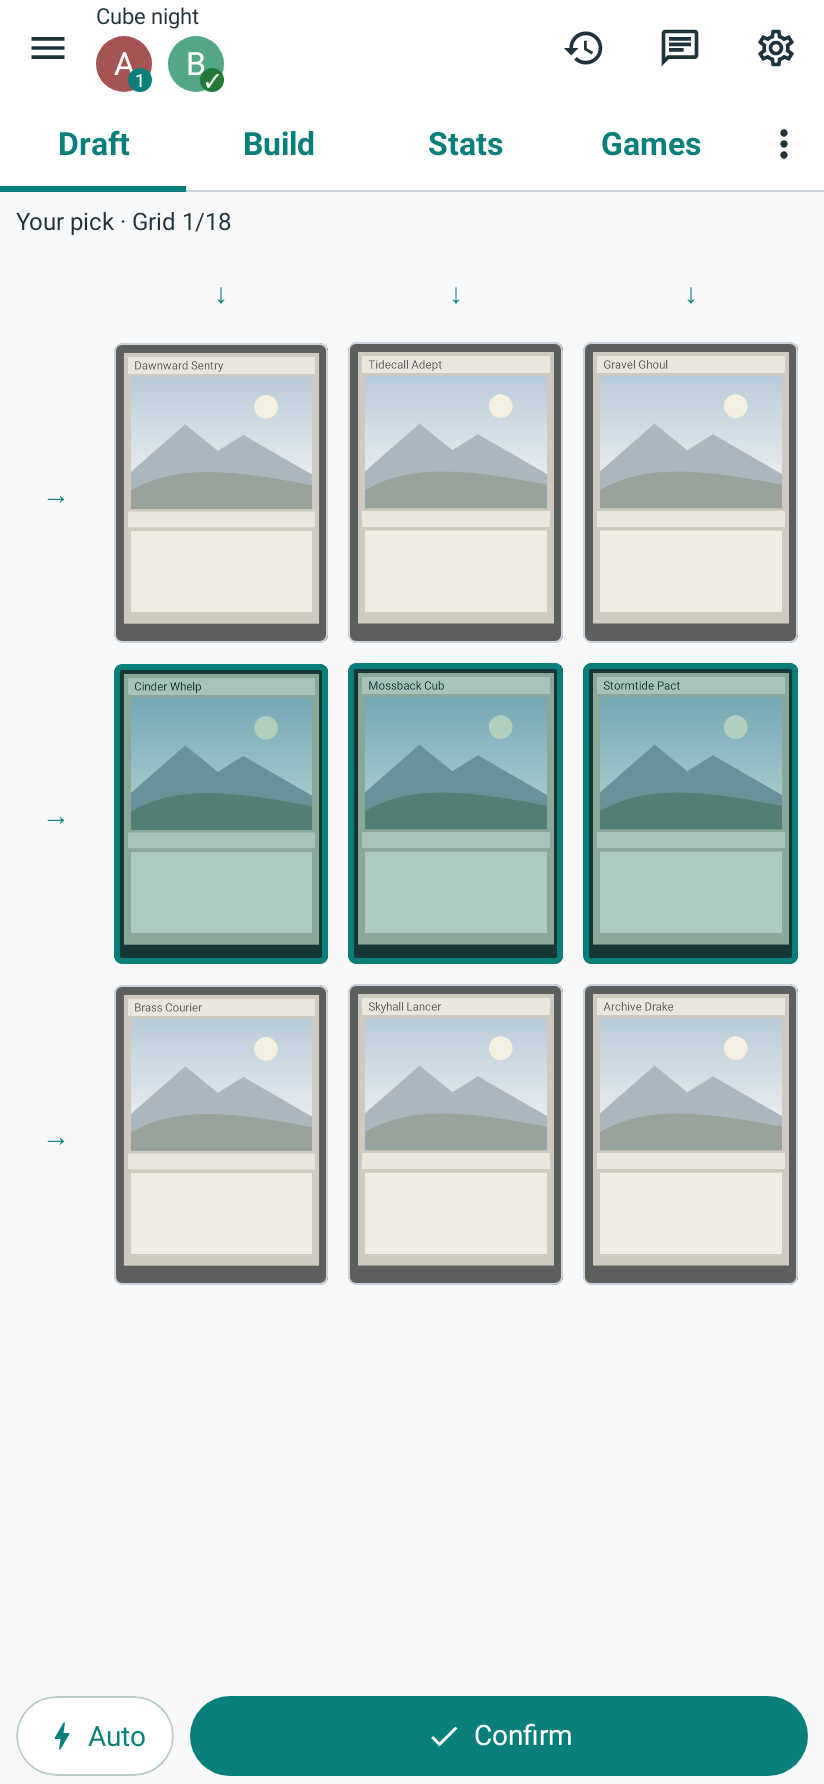 Cube night
A 1 B ✓
Draft Build Stats Games
Your pick · Grid 1/18
↓ ↓ ↓
Dawnward Sentry Tidecall Adept Gravel Ghoul
→
Cinder Whelp Mossback Cub Stormtide Pact
→
Brass Courier Skyhall Lancer Archive Drake
→
Auto Confirm